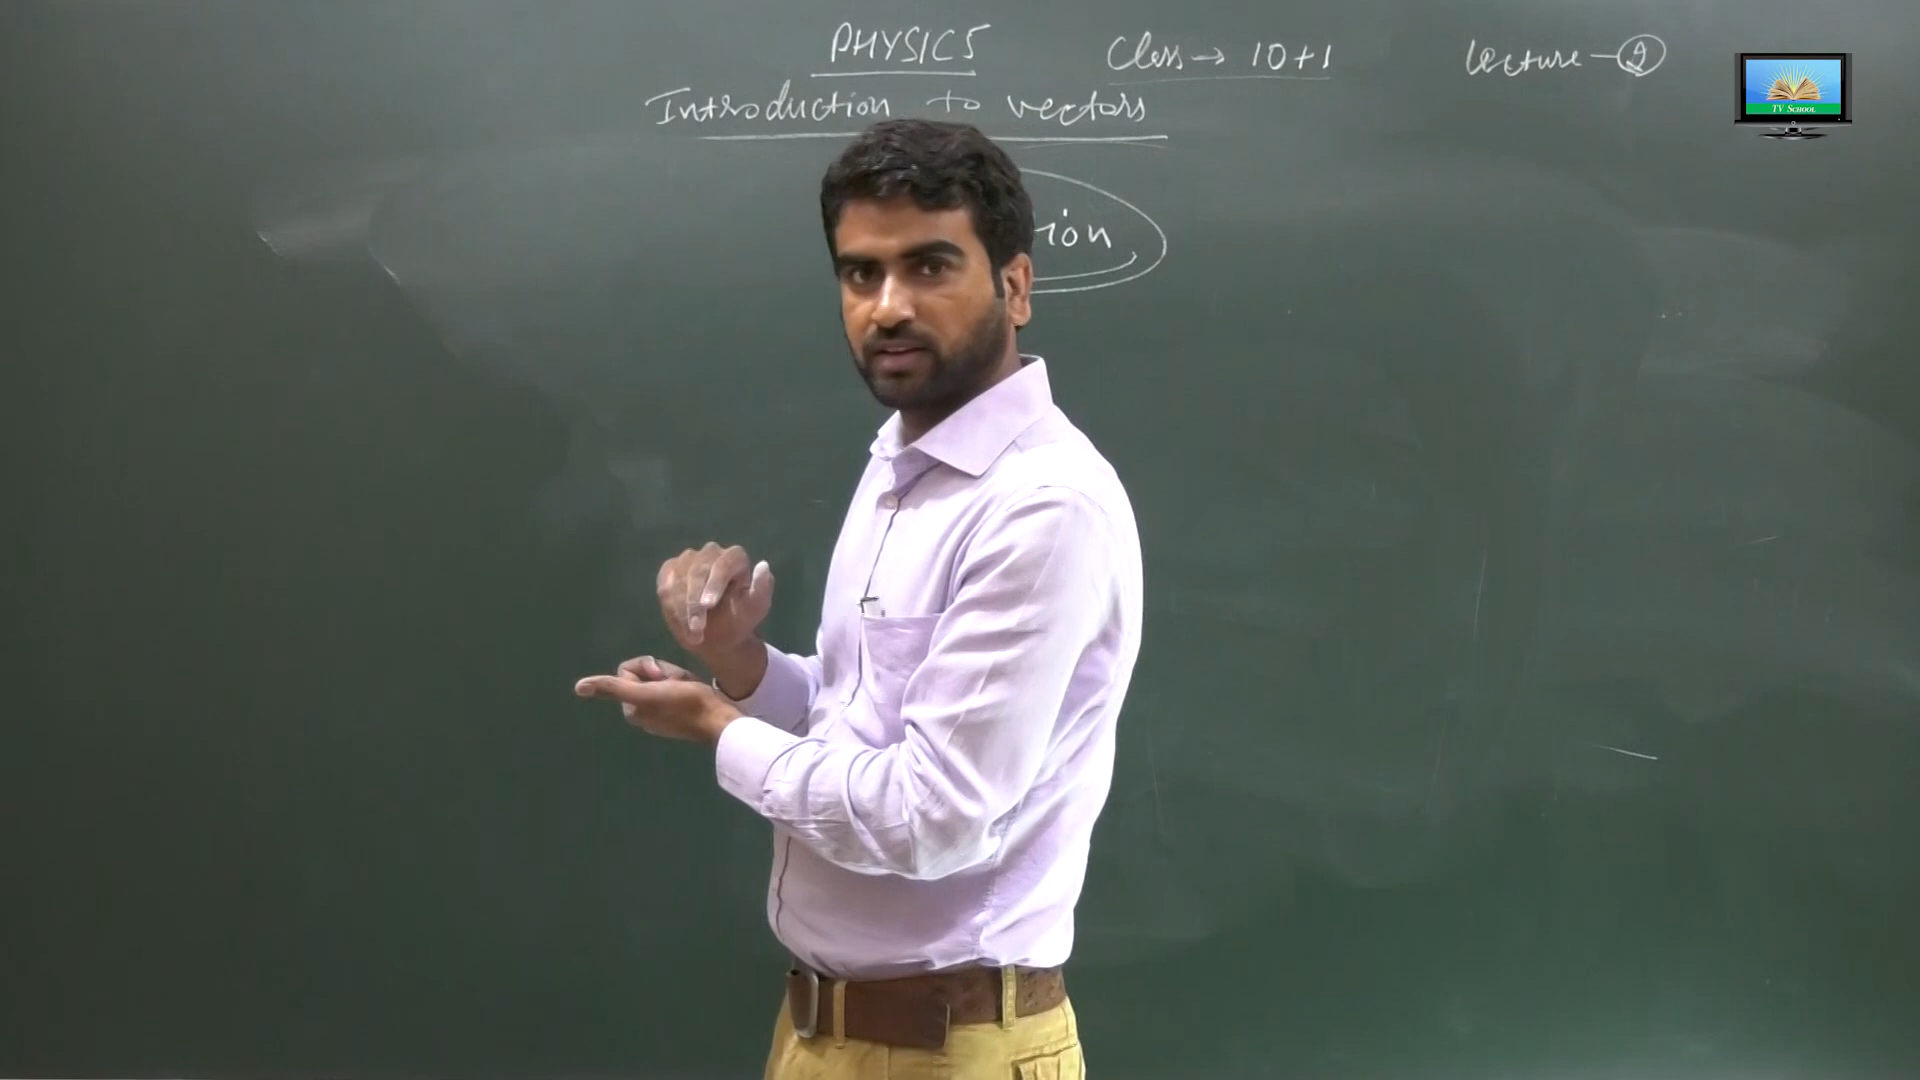 PHYSICS Class → 10+1 Lecture - 2
Introduction to vectors
ion
TV SCHOOL